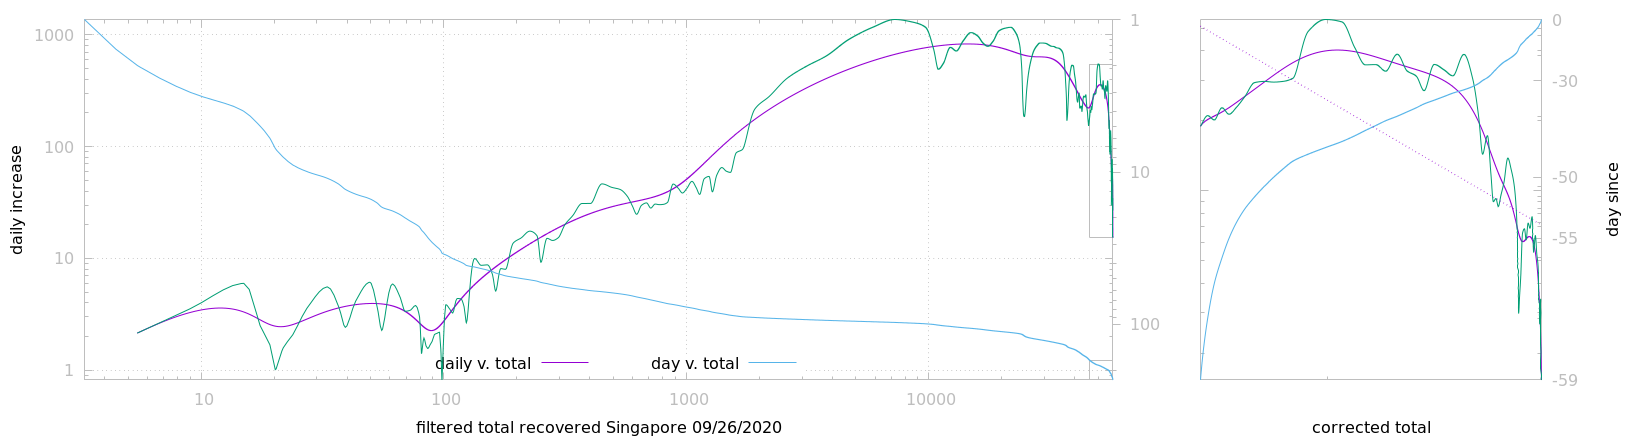 daily increase
1000
100
10
1
10
100
1000
10000
1
10
100
daily v. total
day v. total
filtered total recovered Singapore 09/26/2020
0
-30
-50
-55
-59
day since
corrected total